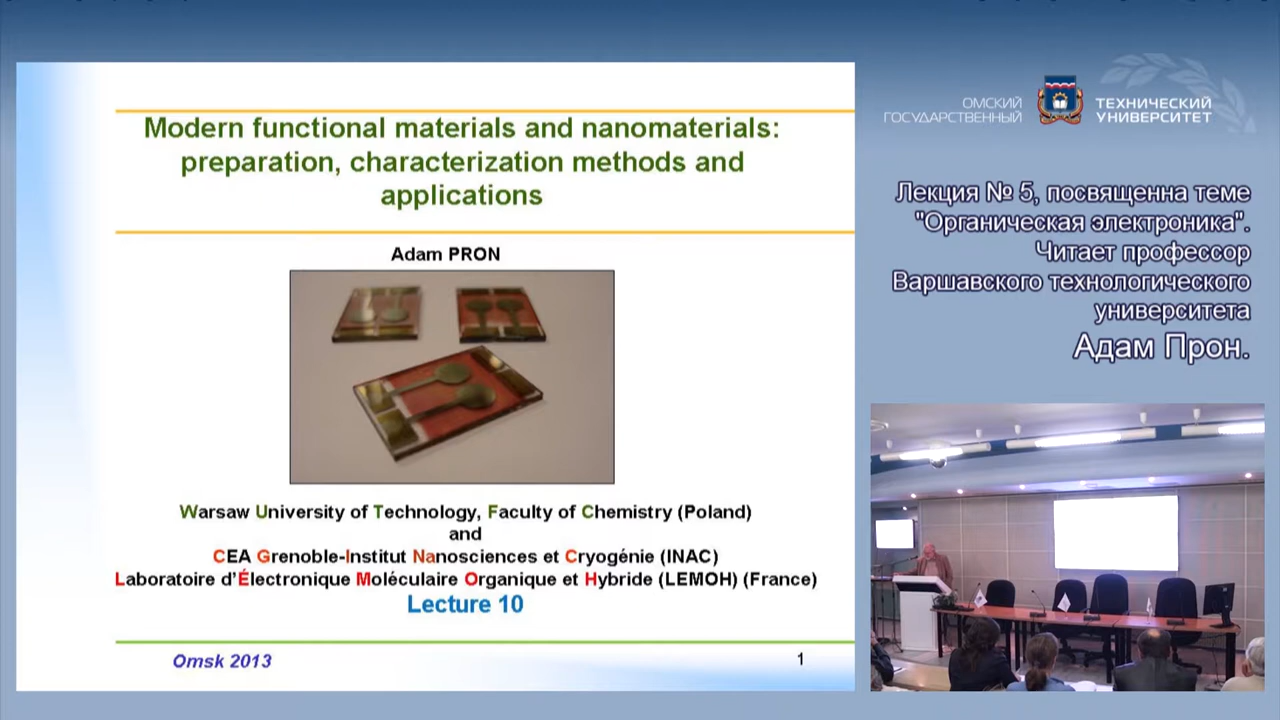 Modern functional materials and nanomaterials:
preparation, characterization methods and
applications
Adam PRON
Warsaw University of Technology, Faculty of Chemistry (Poland)
and
CEA Grenoble-Institut Nanosciences et Cryogénie (INAC)
Laboratoire d'Électronique Moléculaire Organique et Hybride (LEMOH) (France)
Lecture 10
Omsk 2013
1
ОМСКИЙ
ГОСУДАРСТВЕННЫЙ
ТЕХНИЧЕСКИЙ
УНИВЕРСИТЕТ
Лекция № 5, посвященна теме
"Органическая электроника".
Читает профессор
Варшавского технологического
университета
Адам Прон.